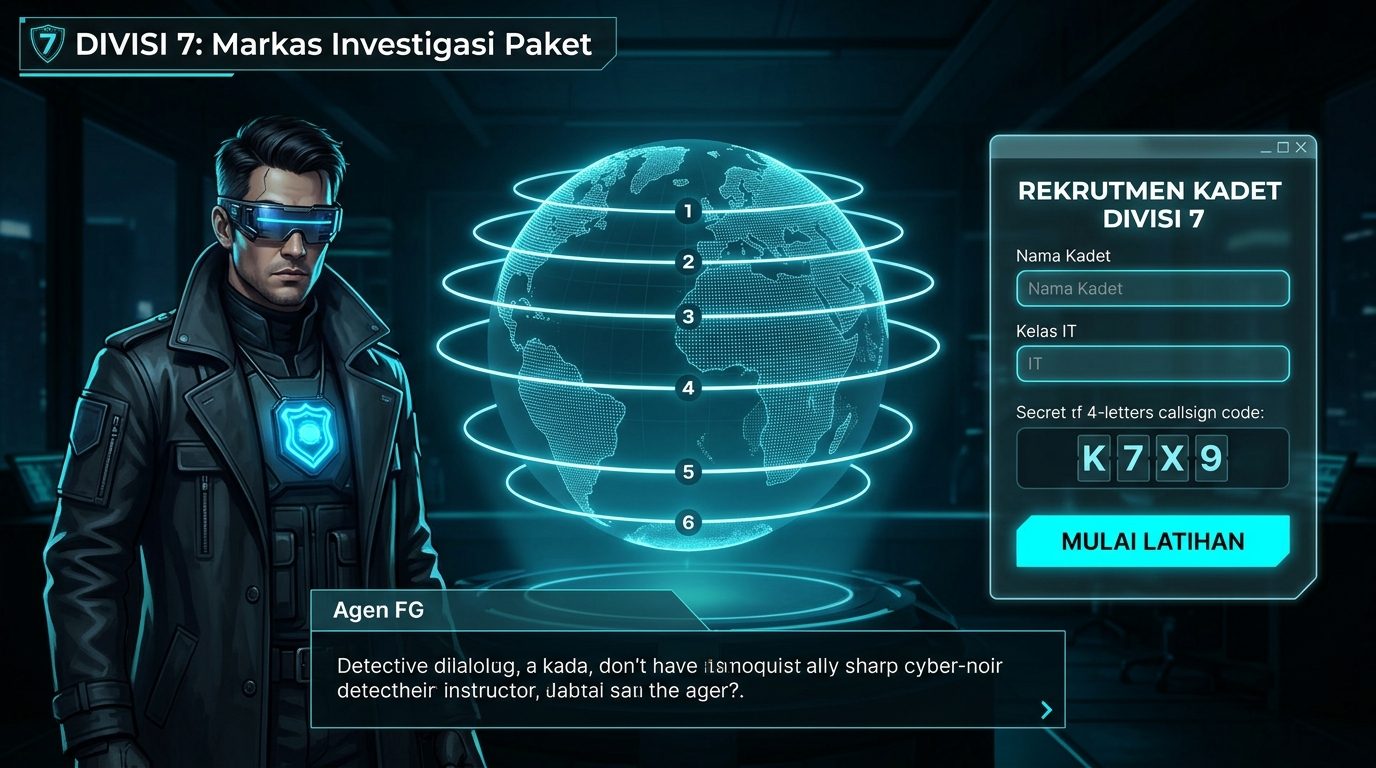 7 DIVISI 7: Markas Investigasi Paket
1
2
3
4
5
6
REKRUTMEN KADET
DIVISI 7
Nama Kadet
Nama Kadet
Kelas IT
IT
Secret tf 4-letters callsign code:
K 7 X 9
MULAI LATIHAN
Agen FG
Detective dilalolug, a kada, don't have ally sharp cyber-noir
detectheir instructor, the ager?.